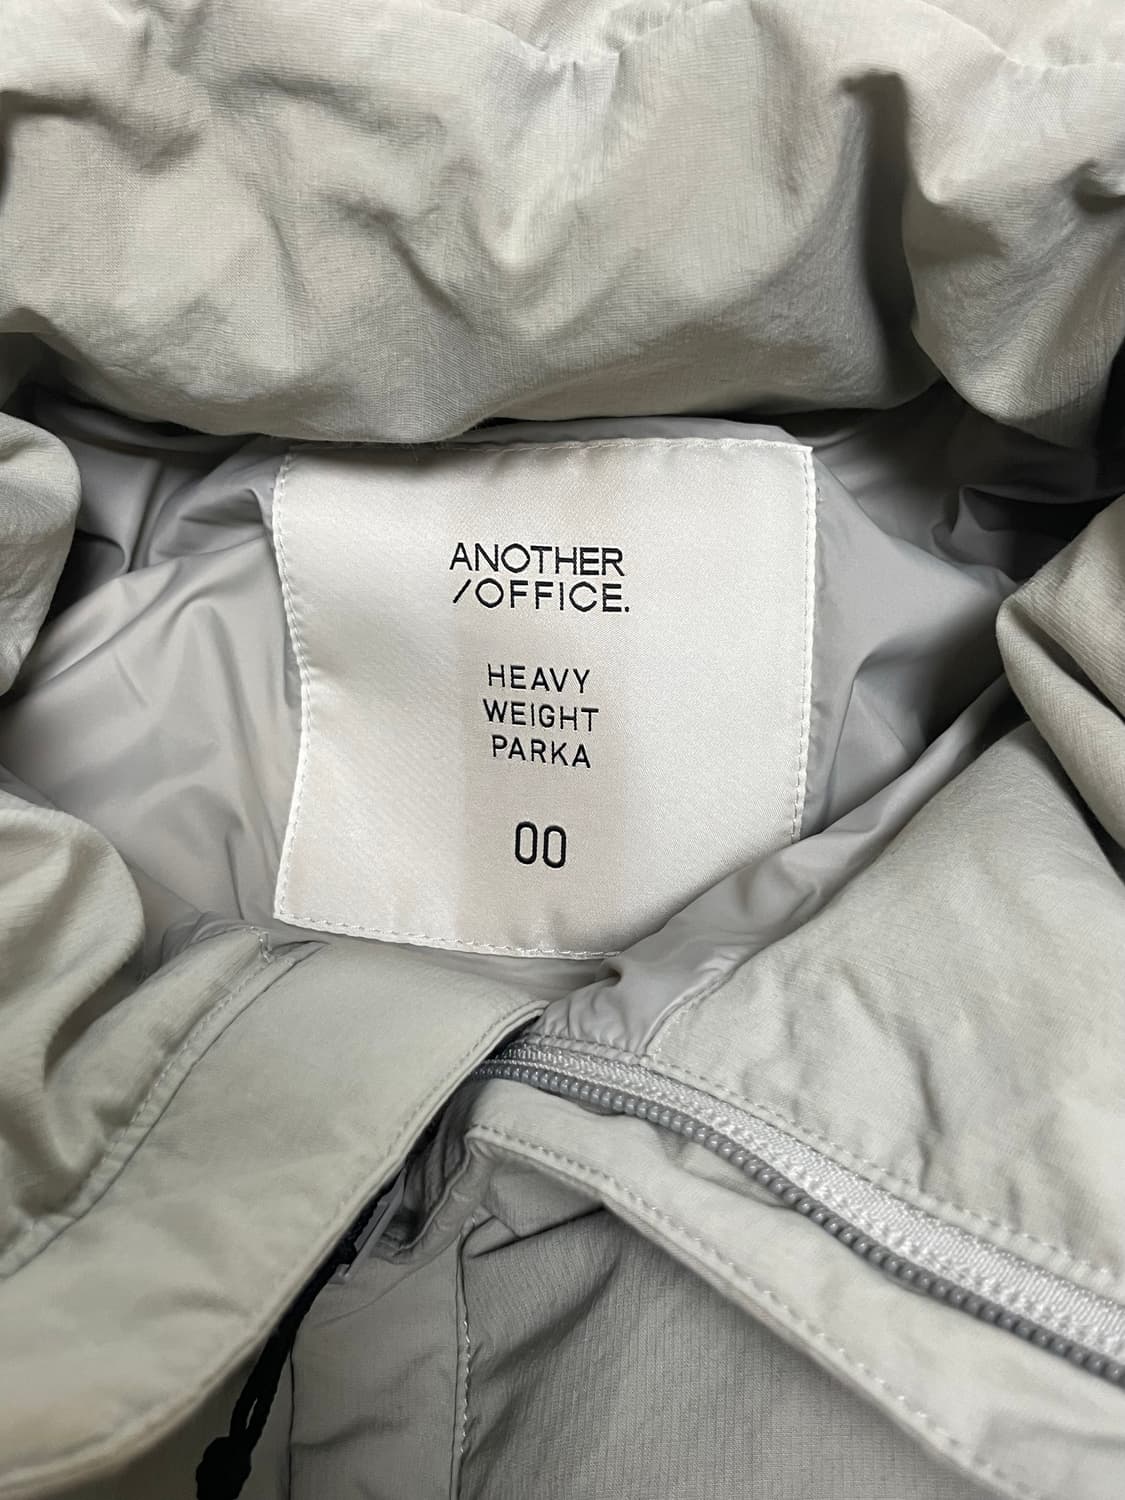 ANOTHER
/OFFICE.
HEAVY
WEIGHT
PARKA
00